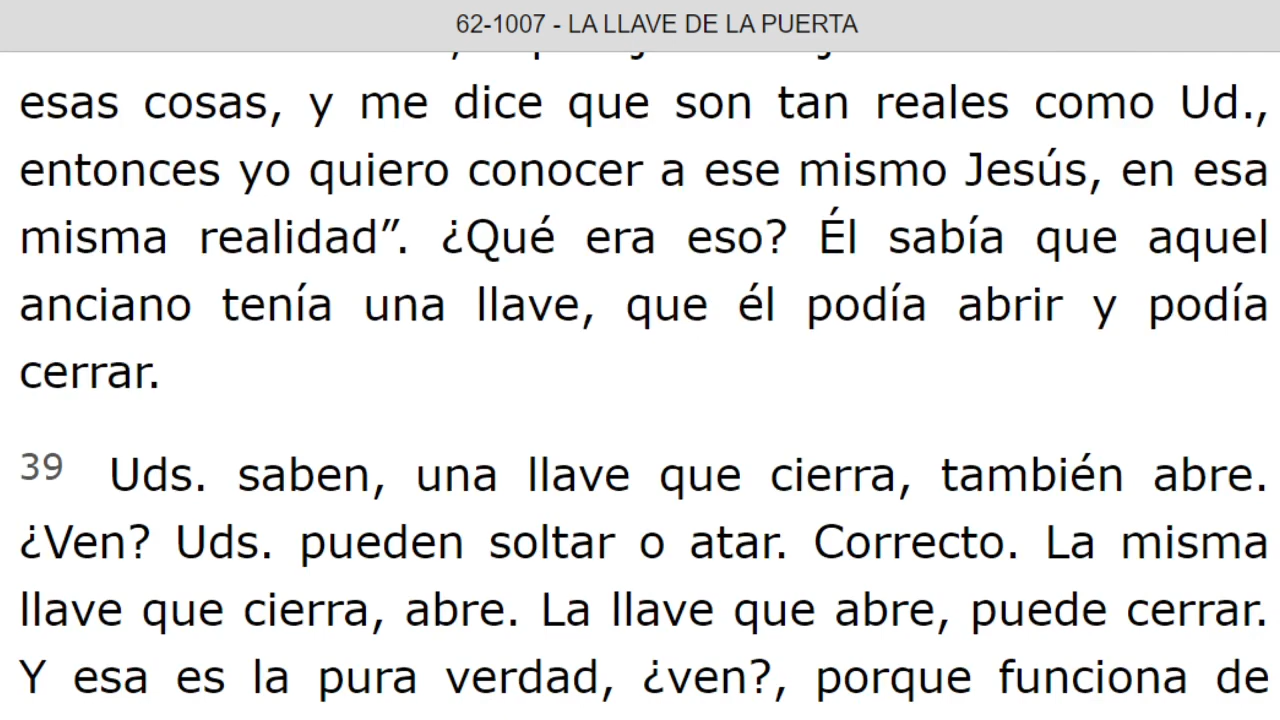 62-1007 - LA LLAVE DE LA PUERTA
esas cosas, y me dice que son tan reales como Ud.,
entonces yo quiero conocer a ese mismo Jesús, en esa
misma realidad”. ¿Qué era eso? Él sabía que aquel
anciano tenía una llave, que él podía abrir y podía
cerrar.
39 Uds. saben, una llave que cierra, también abre.
¿Ven? Uds. pueden soltar o atar. Correcto. La misma
llave que cierra, abre. La llave que abre, puede cerrar.
Y esa es la pura verdad, ¿ven?, porque funciona de